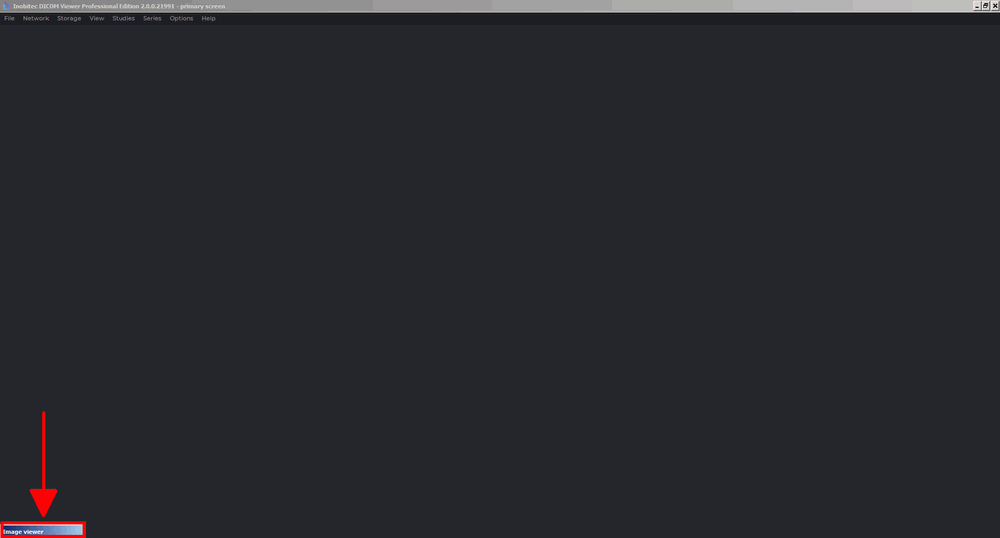 Inobitec DICOM Viewer Professional Edition 2.0.0.21991 - primary screen
File Network Storage View Studies Series Options Help
Image viewer